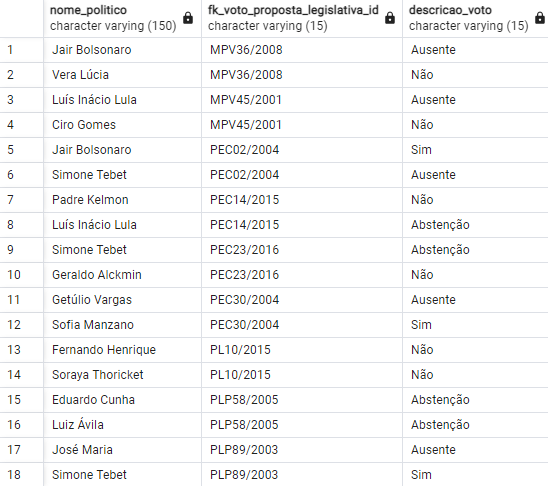 nome_politico fk_voto_proposta_legislativa_id descricao_voto
character varying (150) character varying (15) character varying (15)
1 Jair Bolsonaro MPV36/2008 Ausente
2 Vera Lúcia MPV36/2008 Não
3 Luís Inácio Lula MPV45/2001 Ausente
4 Ciro Gomes MPV45/2001 Não
5 Jair Bolsonaro PEC02/2004 Sim
6 Simone Tebet PEC02/2004 Ausente
7 Padre Kelmon PEC14/2015 Não
8 Luís Inácio Lula PEC14/2015 Abstenção
9 Simone Tebet PEC23/2016 Abstenção
10 Geraldo Alckmin PEC23/2016 Não
11 Getúlio Vargas PEC30/2004 Ausente
12 Sofia Manzano PEC30/2004 Sim
13 Fernando Henrique PL10/2015 Não
14 Soraya Thoricket PL10/2015 Não
15 Eduardo Cunha PLP58/2005 Abstenção
16 Luiz Ávila PLP58/2005 Abstenção
17 José Maria PLP89/2003 Ausente
18 Simone Tebet PLP89/2003 Sim